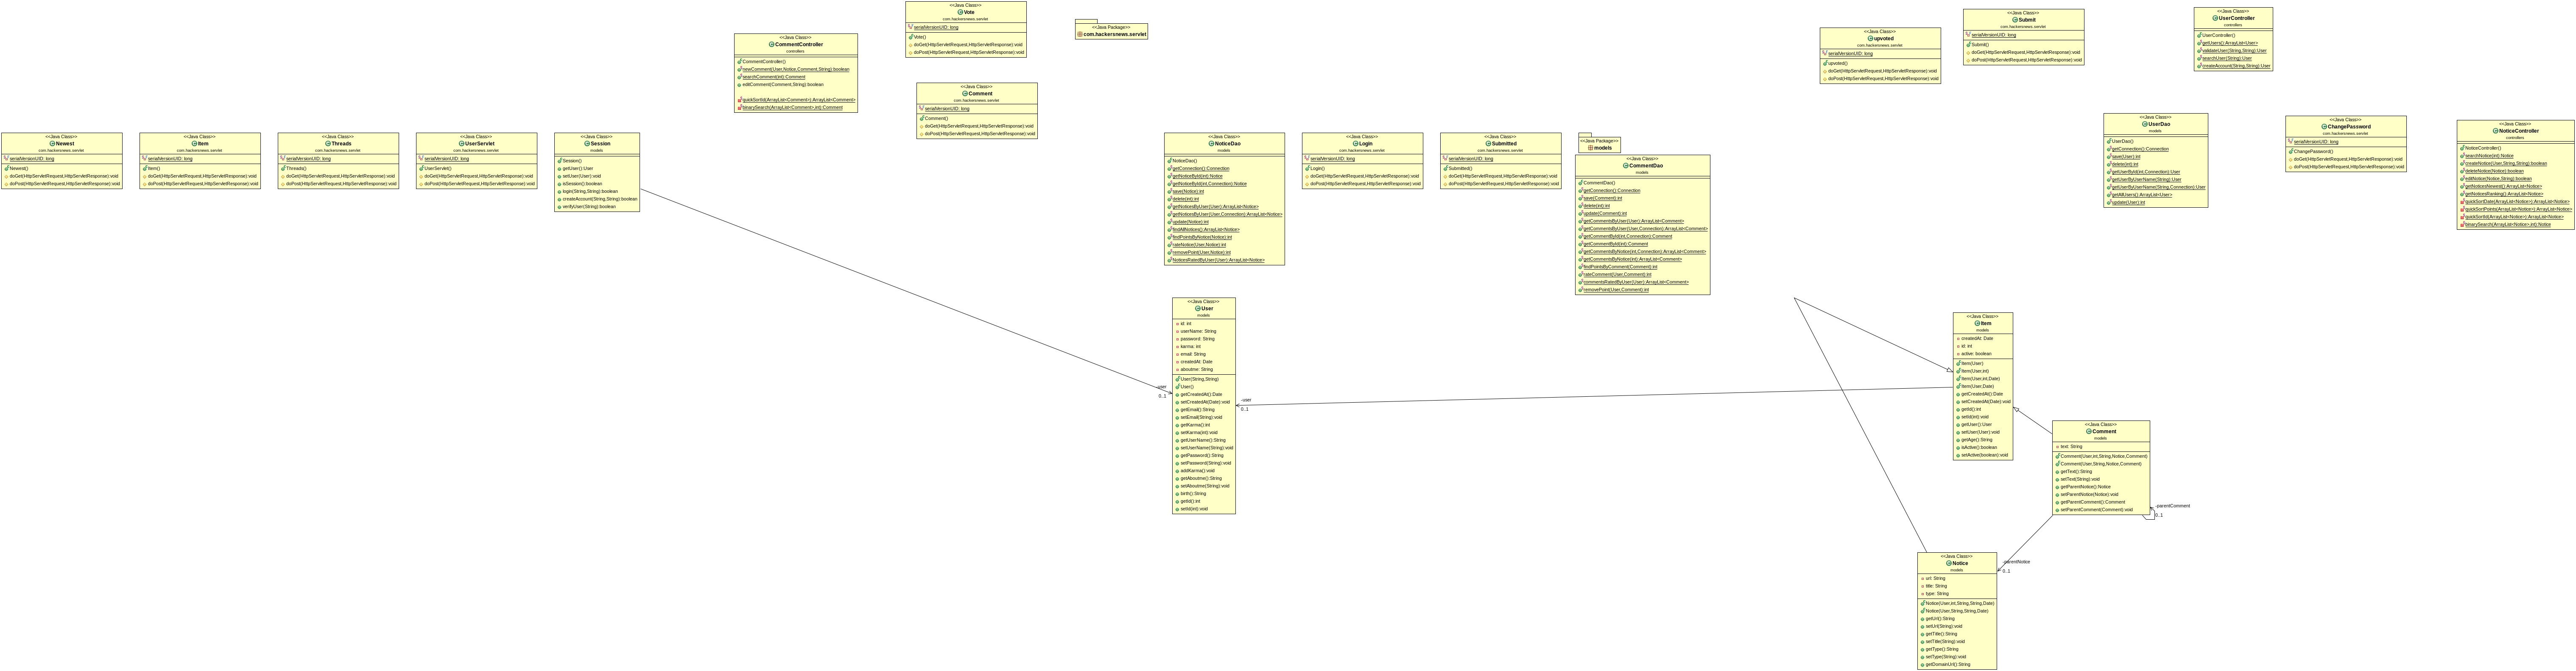 <<Java Class>>
Vote
com.hackersnews.servlet
serialVersionUID: long
Vote()
doGet(HttpServletRequest,HttpServletResponse):void
doPost(HttpServletRequest,HttpServletResponse):void
<<Java Package>>
com.hackersnews.servlet
<<Java Class>>
CommentController
controllers
CommentController()
newComment(User,Notice,Comment,String):boolean
searchComment(int):Comment
editComment(Comment,String):boolean
quickSortId(ArrayList<Comment>):ArrayList<Comment>
binarySearch(ArrayList<Comment>,int):Comment
<<Java Class>>
Comment
com.hackersnews.servlet
serialVersionUID: long
Comment()
doGet(HttpServletRequest,HttpServletResponse):void
doPost(HttpServletRequest,HttpServletResponse):void
<<Java Class>>
upvoted
com.hackersnews.servlet
serialVersionUID: long
upvoted()
doGet(HttpServletRequest,HttpServletResponse):void
doPost(HttpServletRequest,HttpServletResponse):void
<<Java Class>>
Submit
com.hackersnews.servlet
serialVersionUID: long
Submit()
doGet(HttpServletRequest,HttpServletResponse):void
doPost(HttpServletRequest,HttpServletResponse):void
<<Java Class>>
UserController
controllers
UserController()
getUsers():ArrayList<User>
validateUser(String,String):User
searchUser(String):User
createAccount(String,String):User
<<Java Class>>
Newest
com.hackersnews.servlet
serialVersionUID: long
Newest()
doGet(HttpServletRequest,HttpServletResponse):void
doPost(HttpServletRequest,HttpServletResponse):void
<<Java Class>>
Item
com.hackersnews.servlet
serialVersionUID: long
Item()
doGet(HttpServletRequest,HttpServletResponse):void
doPost(HttpServletRequest,HttpServletResponse):void
<<Java Class>>
Threads
com.hackersnews.servlet
serialVersionUID: long
Threads()
doGet(HttpServletRequest,HttpServletResponse):void
doPost(HttpServletRequest,HttpServletResponse):void
<<Java Class>>
UserServlet
com.hackersnews.servlet
serialVersionUID: long
UserServlet()
doGet(HttpServletRequest,HttpServletResponse):void
doPost(HttpServletRequest,HttpServletResponse):void
<<Java Class>>
Session
models
Session()
getUser():User
setUser(User):void
isSession():boolean
login(String,String):boolean
createAccount(String,String):boolean
verifyUser(String):boolean
<<Java Class>>
NoticeDao
models
NoticeDao()
getConnection():Connection
getNoticeById(int):Notice
getNoticeById(int,Connection):Notice
save(Notice):int
delete(int):int
getNoticesByUser(User):ArrayList<Notice>
getNoticesByUser(User,Connection):ArrayList<Notice>
update(Notice):int
findAllNotices():ArrayList<Notice>
findPointsByNotice(Notice):int
rateNotice(User,Notice):int
removePoint(User,Notice):int
NoticesRatedByUser(User):ArrayList<Notice>
<<Java Class>>
Login
com.hackersnews.servlet
serialVersionUID: long
Login()
doGet(HttpServletRequest,HttpServletResponse):void
doPost(HttpServletRequest,HttpServletResponse):void
<<Java Class>>
Submitted
com.hackersnews.servlet
serialVersionUID: long
Submitted()
doGet(HttpServletRequest,HttpServletResponse):void
doPost(HttpServletRequest,HttpServletResponse):void
<<Java Package>>
models
<<Java Class>>
CommentDao
models
CommentDao()
getConnection():Connection
save(Comment):int
delete(int):int
update(Comment):int
getCommentsByUser(User):ArrayList<Comment>
getCommentsByUser(User,Connection):ArrayList<Comment>
getCommentById(int,Connection):Comment
getCommentById(int):Comment
getCommentsByNotice(int,Connection):ArrayList<Comment>
getCommentsByNotice(int):ArrayList<Comment>
findPointsByComment(Comment):int
rateComment(User,Comment):int
commentsRatedByUser(User):ArrayList<Comment>
removePoint(User,Comment):int
<<Java Class>>
UserDao
models
UserDao()
getConnection():Connection
save(User):int
delete(int):int
getUserById(int,Connection):User
getUserByUserName(String):User
getUserByUserName(String,Connection):User
getAllUsers():ArrayList<User>
update(User):int
<<Java Class>>
ChangePassword
com.hackersnews.servlet
serialVersionUID: long
ChangePassword()
doGet(HttpServletRequest,HttpServletResponse):void
doPost(HttpServletRequest,HttpServletResponse):void
<<Java Class>>
NoticeController
controllers
NoticeController()
searchNotice(int):Notice
createNotice(User,String,String):boolean
deleteNotice(Notice):boolean
editNotice(Notice,String):boolean
getNoticesNewest():ArrayList<Notice>
getNoticesRanking():ArrayList<Notice>
quickSortDate(ArrayList<Notice>):ArrayList<Notice>
quickSortPoints(ArrayList<Notice>):ArrayList<Notice>
quickSortId(ArrayList<Notice>):ArrayList<Notice>
binarySearch(ArrayList<Notice>,int):Notice
<<Java Class>>
User
models
id: int
userName: String
password: String
karma: int
email: String
createdAt: Date
aboutme: String
User(String,String)
User()
getCreatedAt():Date
setCreatedAt(Date):void
getEmail():String
setEmail(String):void
getKarma():int
setKarma(int):void
getUserName():String
setUserName(String):void
getPassword():String
setPassword(String):void
addKarma():void
getAboutme():String
setAboutme(String):void
birth():String
getId():int
setId(int):void
-user
0..1
-user
0..1
<<Java Class>>
Item
models
createdAt: Date
id: int
active: boolean
Item(User)
Item(User,int)
Item(User,int,Date)
Item(User,Date)
getCreatedAt():Date
setCreatedAt(Date):void
getId():int
setId(int):void
getUser():User
setUser(User):void
getAge():String
isActive():boolean
setActive(boolean):void
<<Java Class>>
Comment
models
text: String
Comment(User,int,String,Notice,Comment)
Comment(User,String,Notice,Comment)
getText():String
setText(String):void
getParentNotice():Notice
setParentNotice(Notice):void
getParentComment():Comment
setParentComment(Comment):void
-parentComment
0..1
-parentNotice
0..1
<<Java Class>>
Notice
models
url: String
title: String
type: String
Notice(User,int,String,String,Date)
Notice(User,String,String,Date)
getUrl():String
setUrl(String):void
getTitle():String
setTitle(String):void
getType():String
setType(String):void
getDomainUrl():String